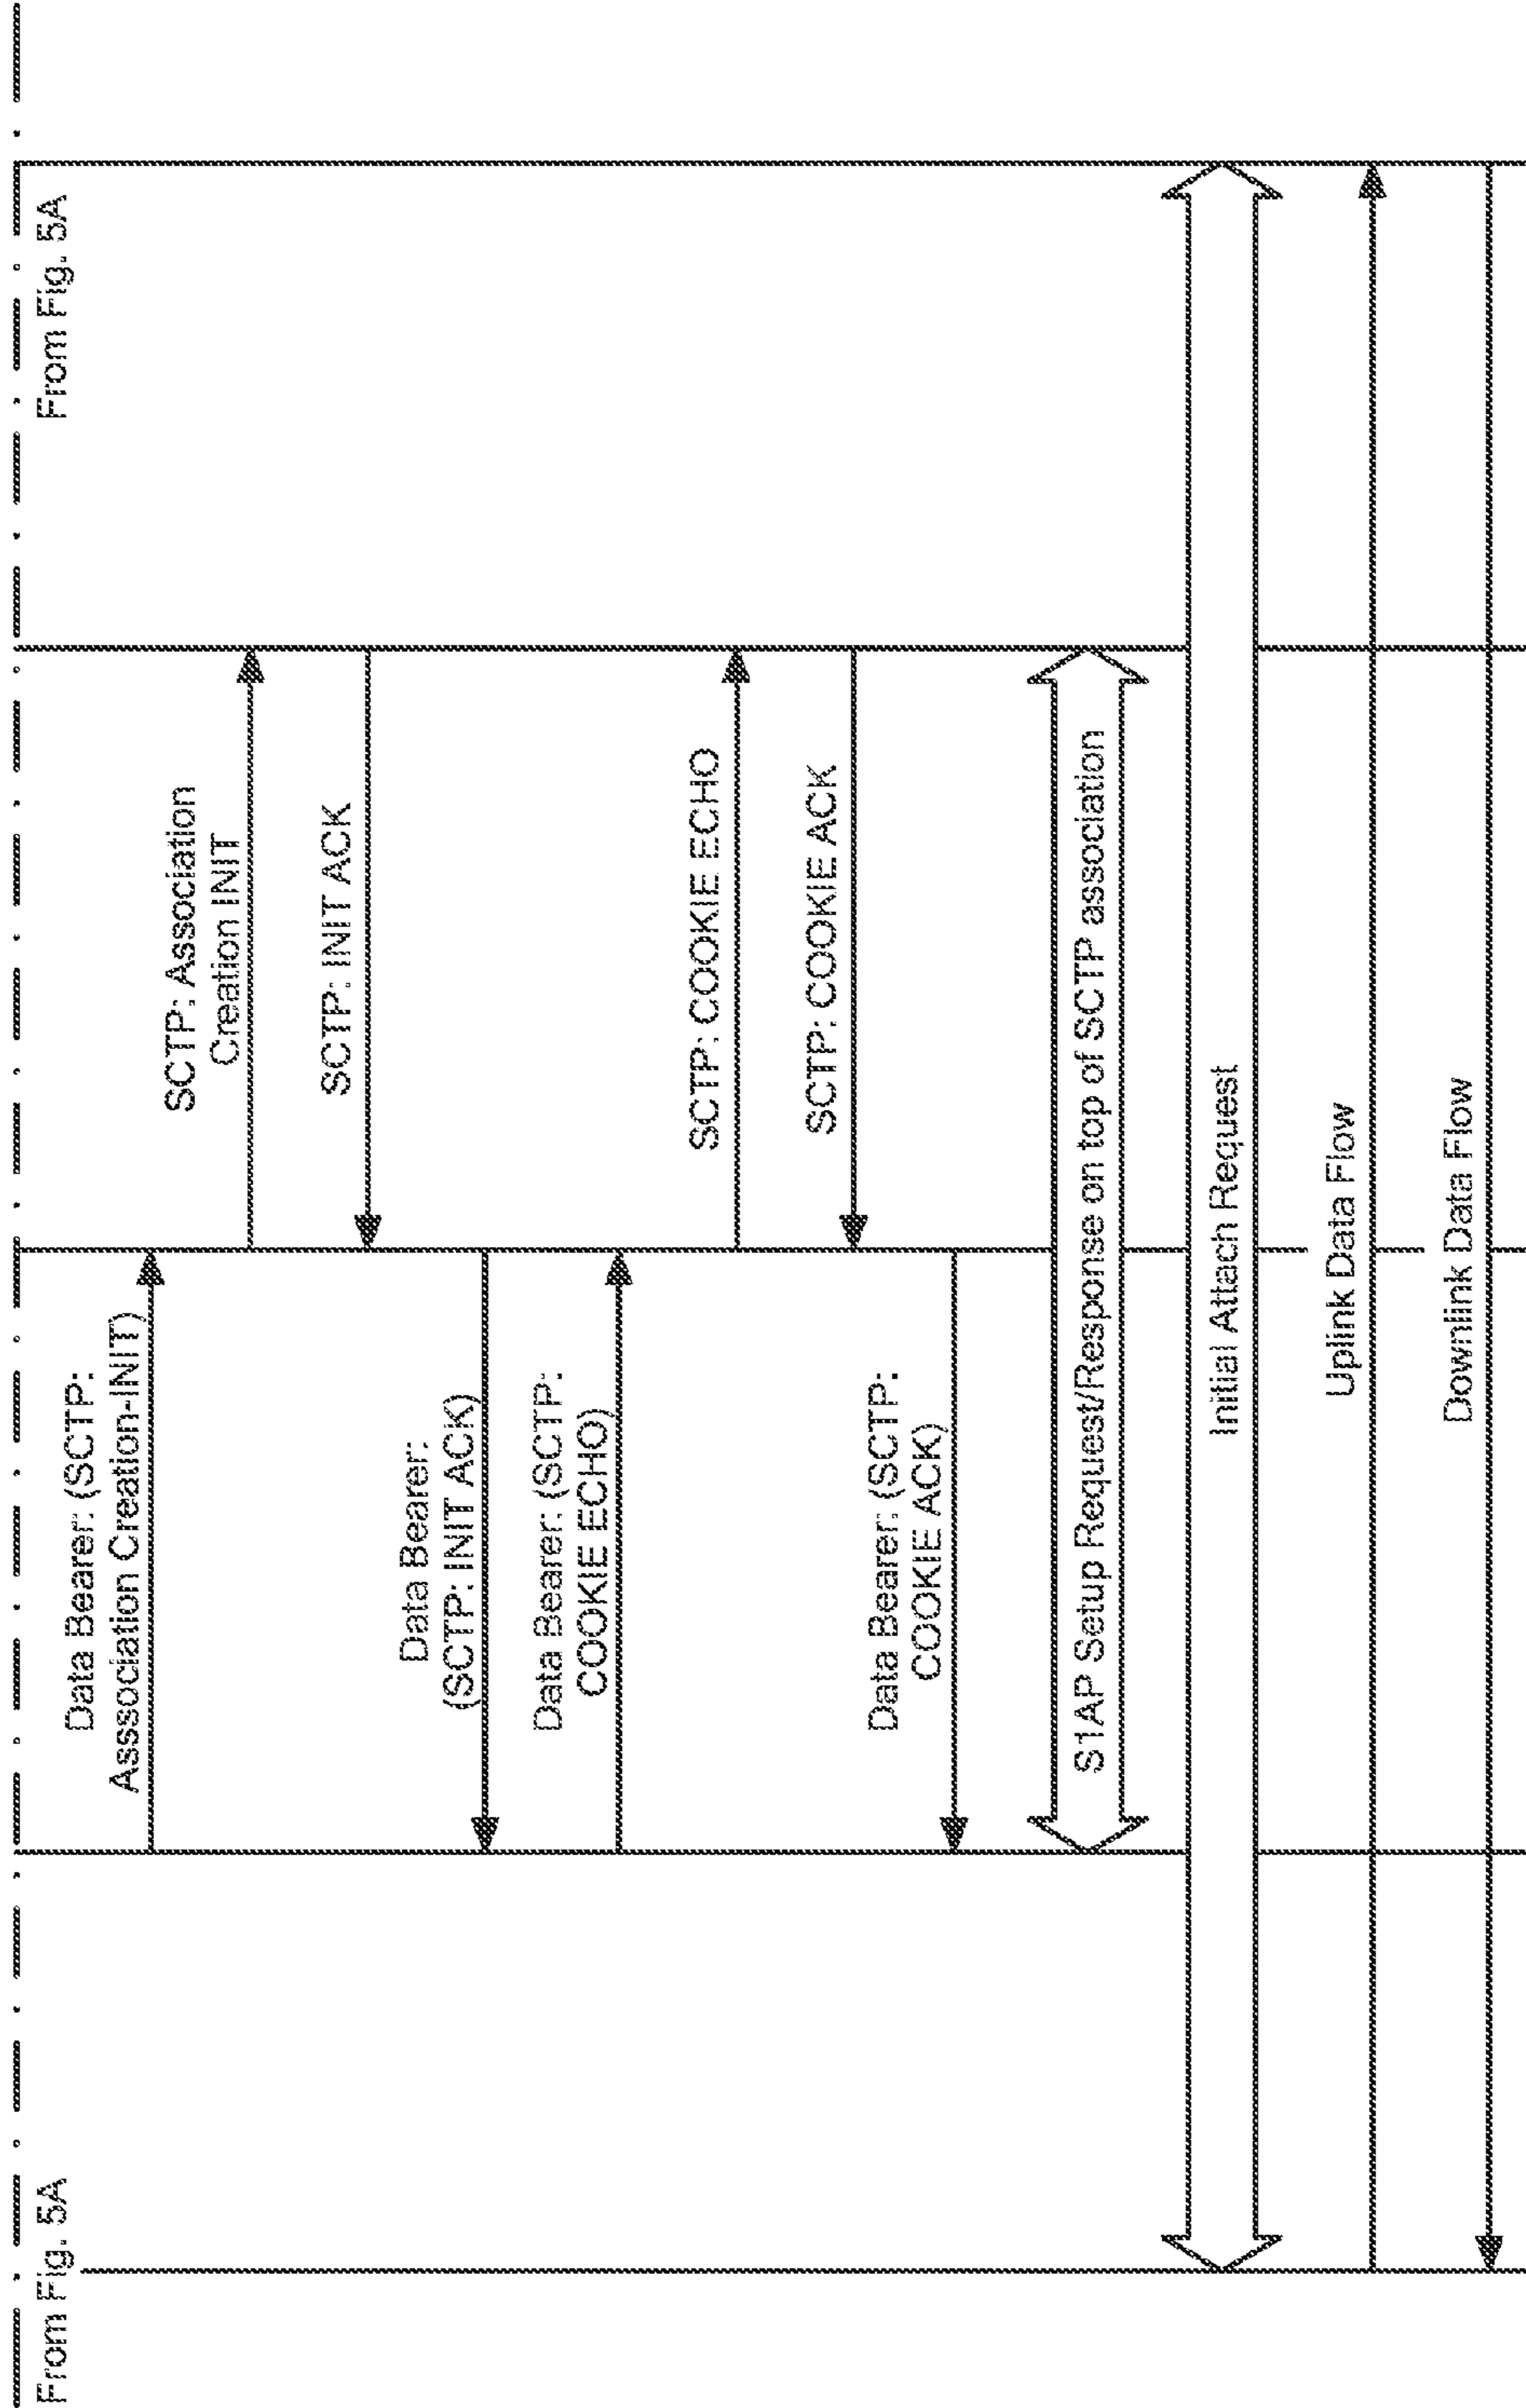 From Fig. 5A
From Fig. 5A
Data Bearer: (SCTP:
Association Creation-INIT)
SCTP: Association
Creation INIT
SCTP: INIT ACK
Data Bearer:
(SCTP: INIT ACK)
Data Bearer: (SCTP:
COOKIE ECHO)
SCTP: COOKIE ECHO
SCTP: COOKIE ACK
Data Bearer: (SCTP:
COOKIE ACK)
S1AP Setup Request/Response on top of SCTP association
Initial Attach Request
Uplink Data Flow
Downlink Data Flow